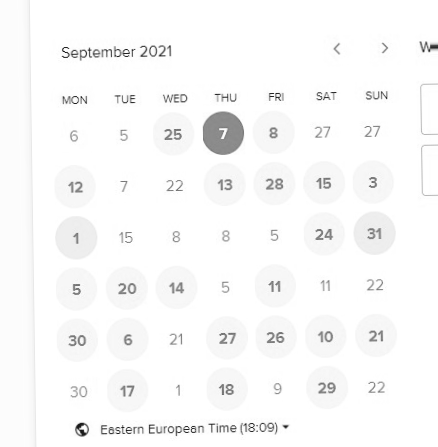 September 2021
MON TUE WED THU FRI SAT SUN
6 5 25 7 8 27 27
12 7 22 13 28 15 3
1 15 8 8 5 24 31
5 20 14 5 11 11 22
30 6 21 27 26 10 21
30 17 1 18 9 29 22
Eastern European Time (18:09)